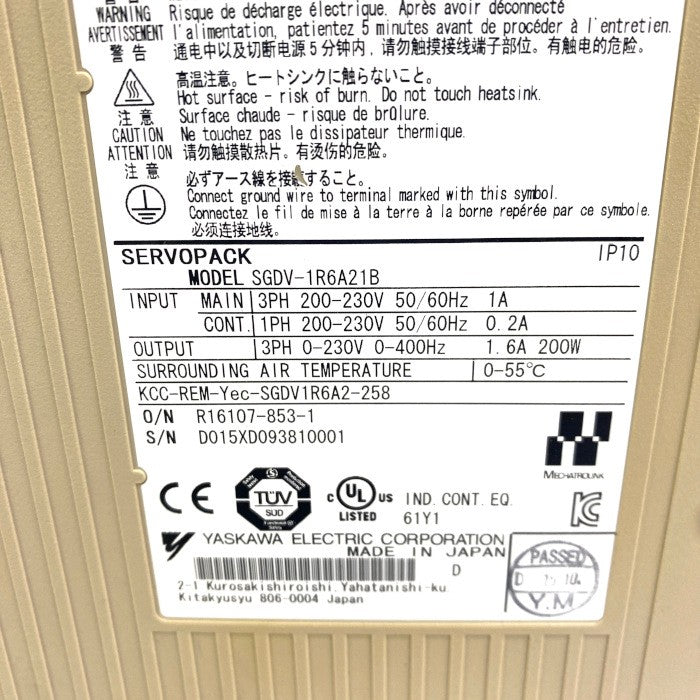 WARNING Risque de décharge électrique. Après avoir déconnecté
AVERTISSEMENT l'alimentation, patientez 5 minutes avant de procéder à l'entretien.
警告 通电中以及切断电源5分钟内,请勿触摸接线端子部位。有触电的危险。
高温注意。ヒートシンクに触らないこと。
Hot surface - risk of burn. Do not touch heatsink.
注意 Surface chaude - risque de brûlure.
CAUTION Ne touchez pas le dissipateur thermique.
ATTENTION 请勿触摸散热片。有烫伤的危险。
注意
必ずアース線を接続すること。
Connect ground wire to terminal marked with this symbol.
Connectez le fil de mise à la terre à la borne repérée par ce symbole.
必须连接地线。
SERVOPACK IP10
MODEL SGDV-1R6A21B
INPUT MAIN 3PH 200-230V 50/60Hz 1A
CONT. 1PH 200-230V 50/60Hz 0.2A
OUTPUT 3PH 0-230V 0-400Hz 1.6A 200W
SURROUNDING AIR TEMPERATURE 0-55℃
KCC-REM-Yec-SGDV1R6A2-258
O/N R16107-853-1
S/N D015XD093810001
MECHATROLINK
CE
TÜV
SÜD
c UL us
LISTED
IND. CONT. EQ.
61Y1
YASKAWA ELECTRIC CORPORATION
MADE IN JAPAN
D
2-1 Kurosakishiroishi, Yahatanishi-ku,
Kitakyusyu 806-0004 Japan
PASSED
Y.M